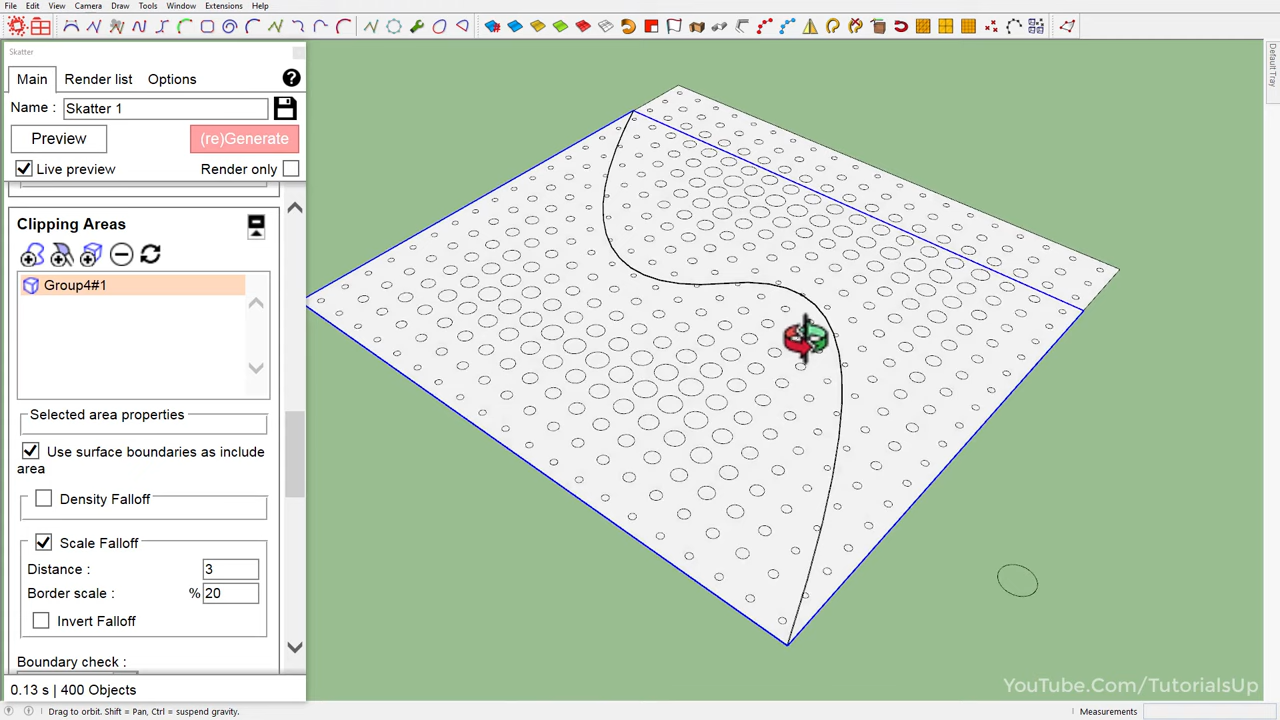 File Edit View Camera Draw Tools Window Extensions Help
Skatter
Main Render list Options
Name : Skatter 1
Preview (re)Generate
Live preview Render only
Clipping Areas
Group4#1
Selected area properties
Use surface boundaries as include
area
Density Falloff
Scale Falloff
Distance : 3
Border scale : % 20
Invert Falloff
Boundary check :
0.13 s | 400 Objects
Drag to orbit. Shift = Pan, Ctrl = suspend gravity.
Measurements
Default Tray
YouTube.Com/TutorialsUp